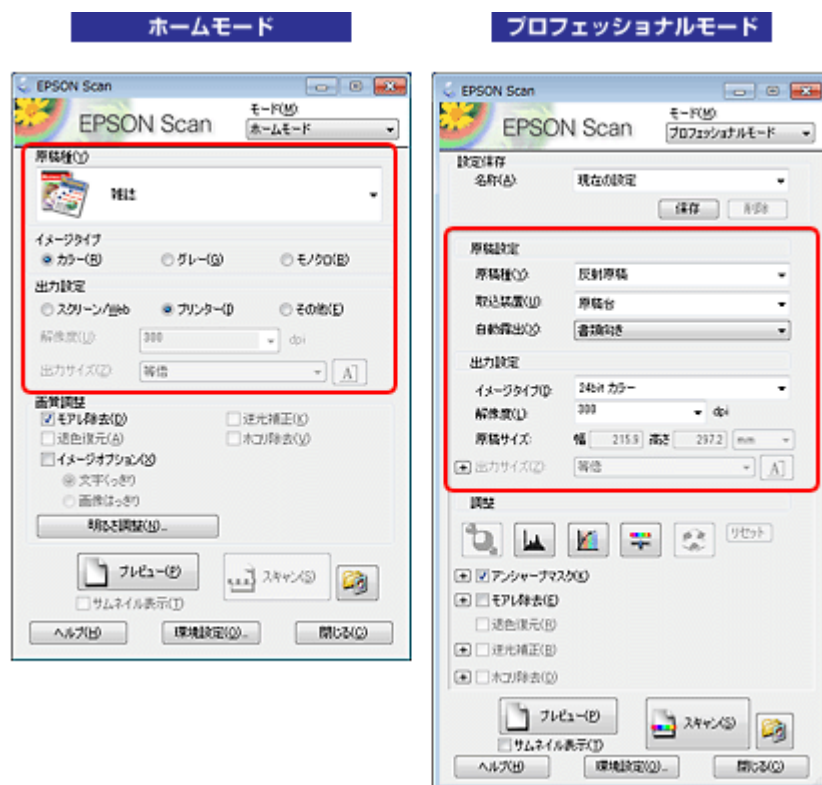 ホームモード
EPSON Scan
EPSON Scan
モード(M)
ホームモード
原稿種(Y)
雑誌
イメージタイプ
カラー(R) グレー(G) モノクロ(B)
出力設定
スクリーン/Web プリンター(I) その他(E)
解像度(L) 300 dpi
出力サイズ(Z) 等倍
画質調整
モアレ除去(D) 逆光補正(K)
退色復元(A) ホコリ除去(V)
イメージオプション(X)
文字くっきり
画像はっきり
明るさ調整(N)...
プレビュー(P) スキャン(S)
サムネイル表示(T)
ヘルプ(H) 環境設定(O)... 閉じる(C)
プロフェッショナルモード
EPSON Scan
EPSON Scan
モード(M)
プロフェッショナルモード
設定保存
名称(A): 現在の設定
保存 削除
原稿設定
原稿種(Y): 反射原稿
取込装置(U): 原稿台
自動露出(X): 書類向き
出力設定
イメージタイプ(I): 24bit カラー
解像度(L): 300 dpi
原稿サイズ: 幅 215.9 高さ 297.2 mm
出力サイズ(Z): 等倍
調整
リセット
アンシャープマスク(K)
モアレ除去(E)
退色復元(R)
逆光補正(B)
ホコリ除去(D)
プレビュー(P) スキャン(S)
サムネイル表示(T)
ヘルプ(H) 環境設定(O)... 閉じる(C)